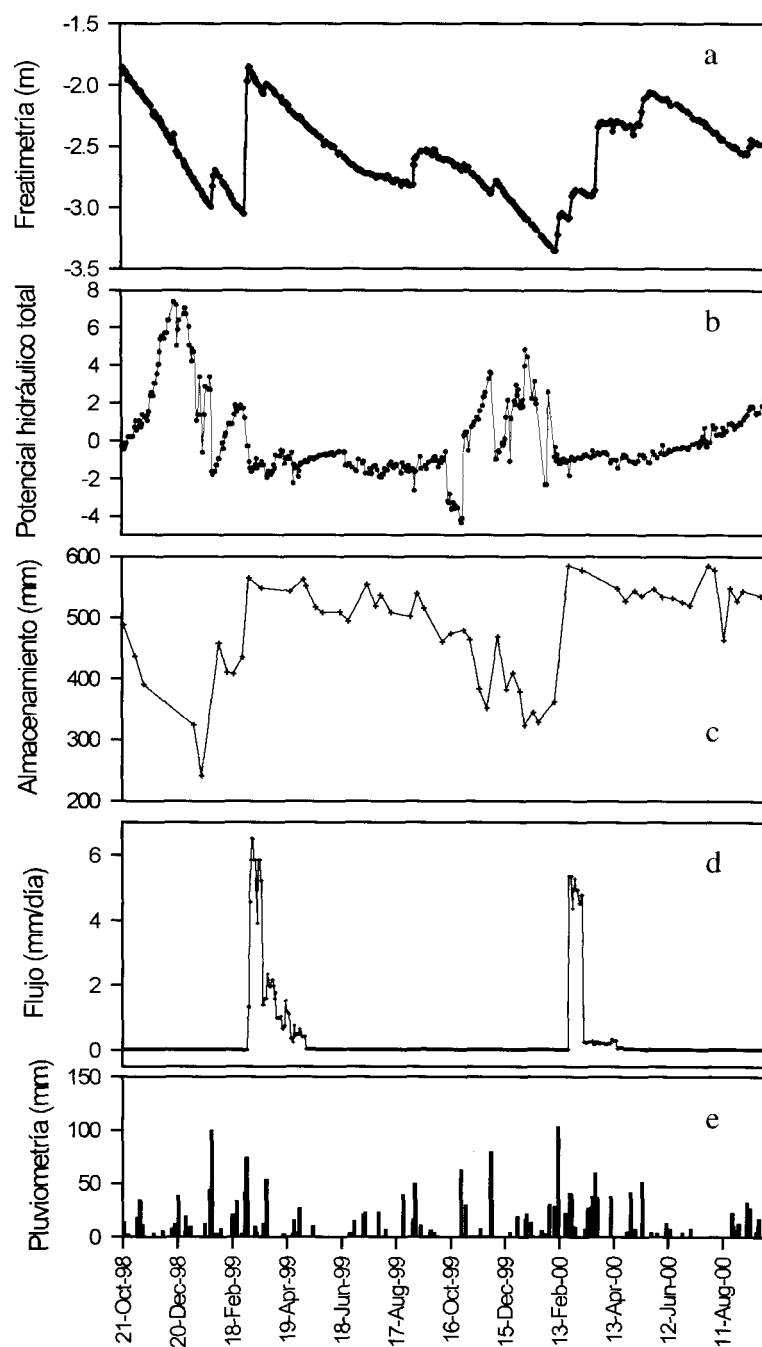 a
Freatimetría (m)
-1.5
-2.0
-2.5
-3.0
-3.5
b
Potencial hidráulico total
8
6
4
2
0
-2
-4
c
Almacenamiento (mm)
600
500
400
300
200
d
Flujo (mm/día)
6
4
2
0
e
Pluviometría (mm)
150
100
50
0
21-Oct-98
20-Dec-98
18-Feb-99
19-Apr-99
18-Jun-99
17-Aug-99
16-Oct-99
15-Dec-99
13-Feb-00
13-Apr-00
12-Jun-00
11-Aug-00